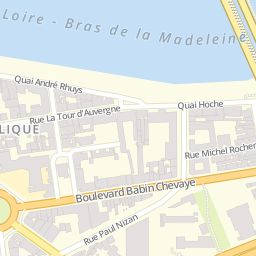 Loire - Bras de la Madeleine
Quai André Rhuys
Quai Hoche
Rue La Tour d'Auvergne
LIQUE
Rue Michel Rocher
Boulevard Babin Chevaye
Rue Paul Nizan